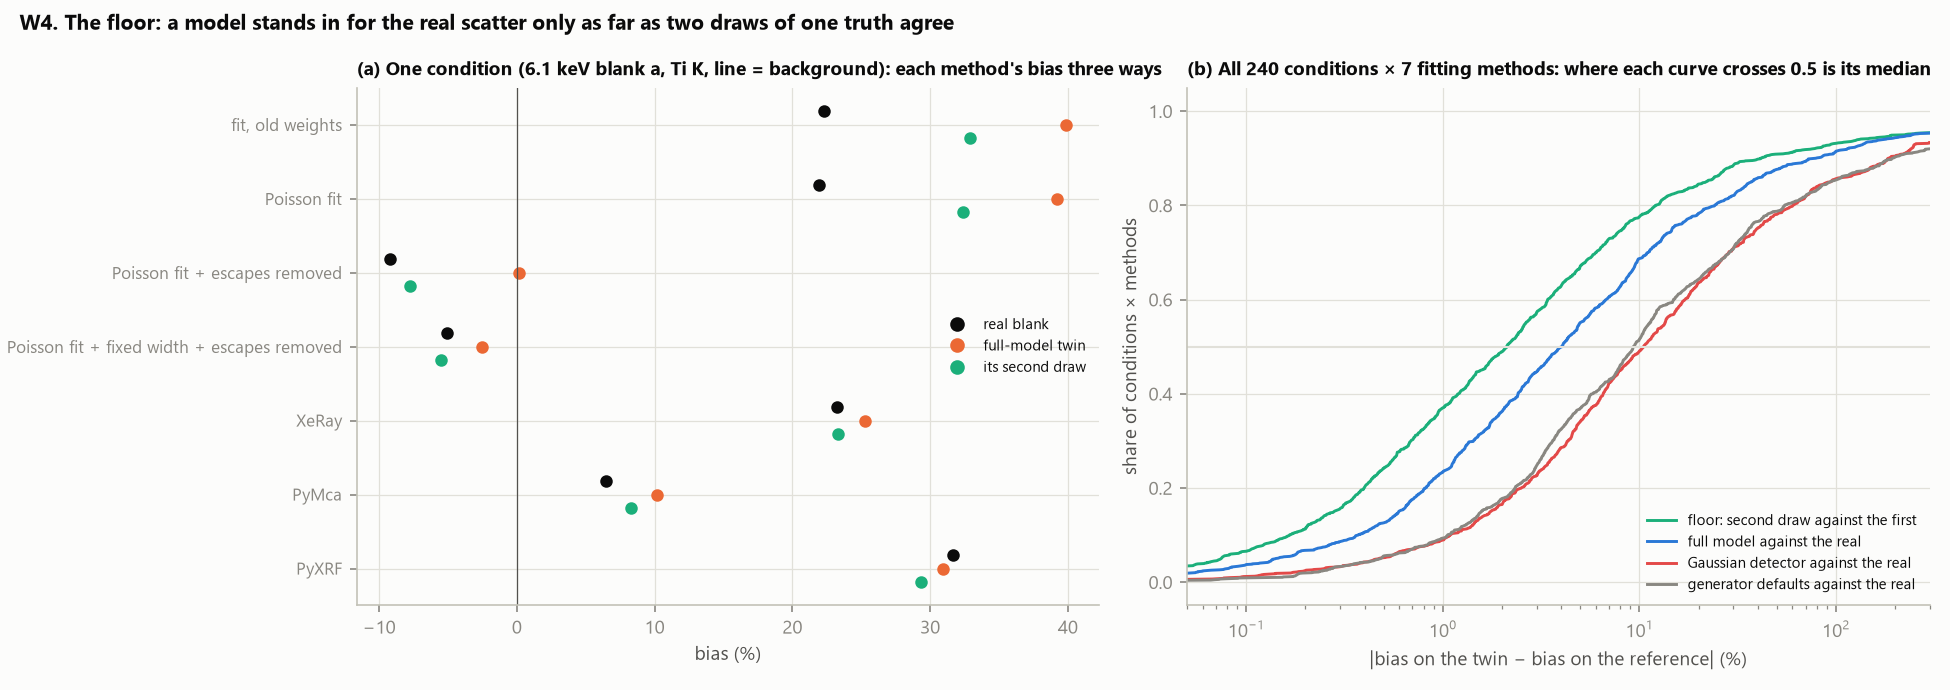 W4. The floor: a model stands in for the real scatter only as far as two draws of one truth agree
(a) One condition (6.1 keV blank a, Ti K, line = background): each method's bias three ways
fit, old weights
Poisson fit
Poisson fit + escapes removed
Poisson fit + fixed width + escapes removed
XeRay
PyMca
PyXRF
real blank
full-model twin
its second draw
−10 0 10 20 30 40
bias (%)
(b) All 240 conditions × 7 fitting methods: where each curve crosses 0.5 is its median
share of conditions × methods
1.0
0.8
0.6
0.4
0.2
0.0
floor: second draw against the first
full model against the real
Gaussian detector against the real
generator defaults against the real
10⁻¹ 10⁰ 10¹ 10²
|bias on the twin − bias on the reference| (%)